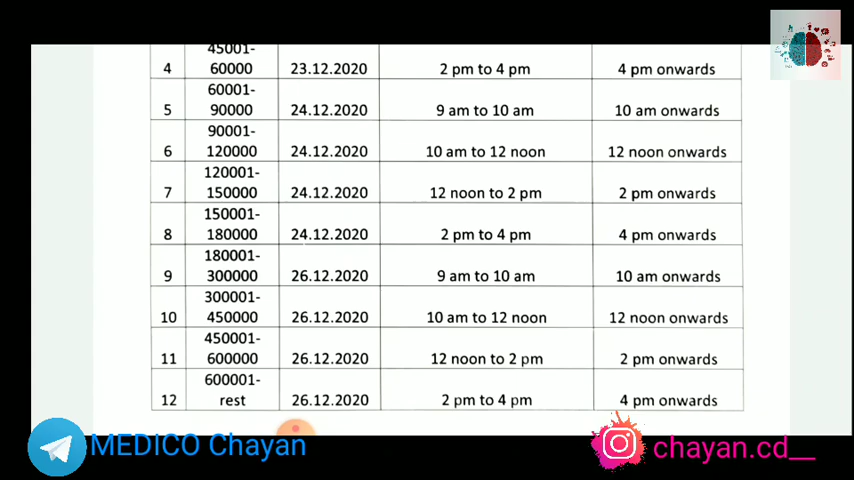 45001-
4 60000 23.12.2020 2 pm to 4 pm 4 pm onwards
60001-
5 90000 24.12.2020 9 am to 10 am 10 am onwards
90001-
6 120000 24.12.2020 10 am to 12 noon 12 noon onwards
120001-
7 150000 24.12.2020 12 noon to 2 pm 2 pm onwards
150001-
8 180000 24.12.2020 2 pm to 4 pm 4 pm onwards
180001-
9 300000 26.12.2020 9 am to 10 am 10 am onwards
300001-
10 450000 26.12.2020 10 am to 12 noon 12 noon onwards
450001-
11 600000 26.12.2020 12 noon to 2 pm 2 pm onwards
600001-
12 rest 26.12.2020 2 pm to 4 pm 4 pm onwards
MEDICO Chayan
chayan.cd__